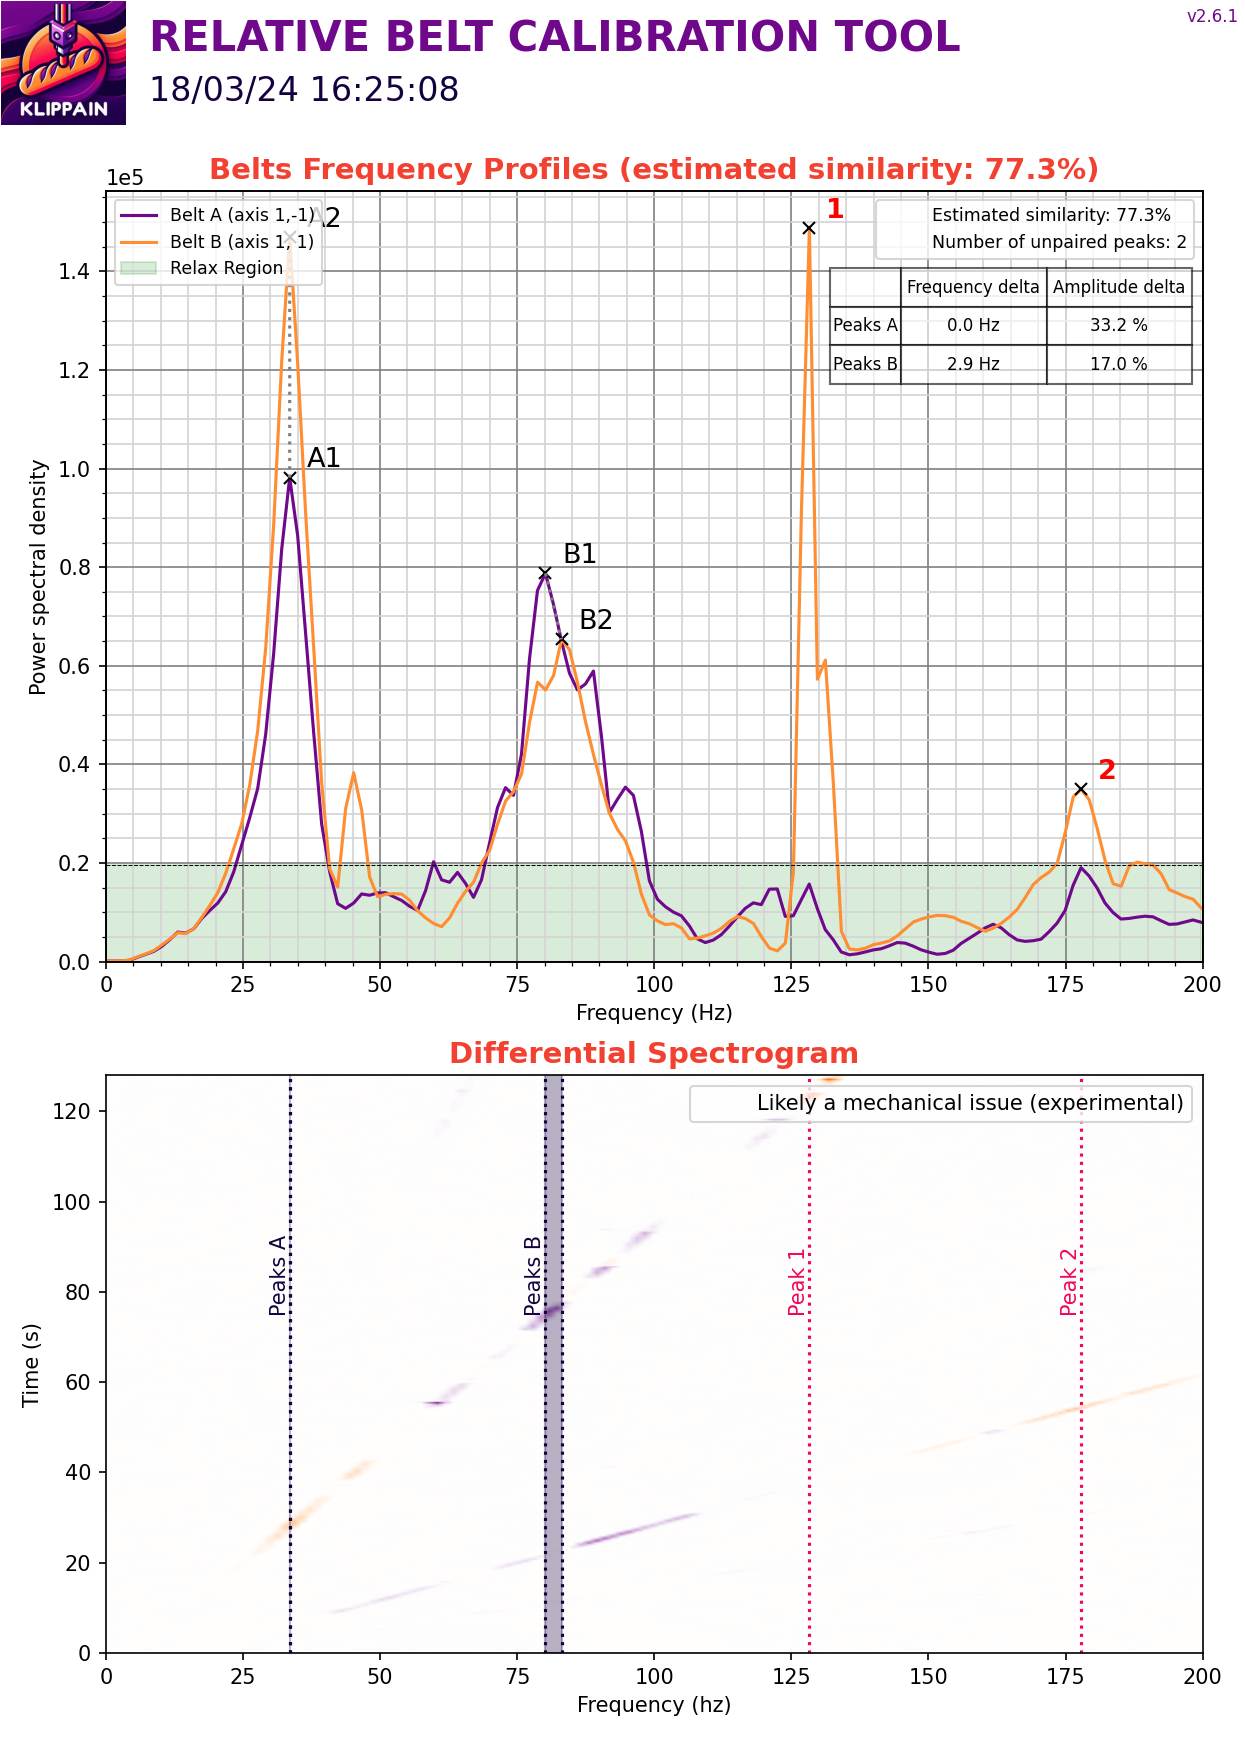 KLIPPAIN
RELATIVE BELT CALIBRATION TOOL
18/03/24 16:25:08
v2.6.1
Belts Frequency Profiles (estimated similarity: 77.3%)
1e5
Belt A (axis 1,-1)
Belt B (axis 1, 1)
Relax Region
A2
1
Estimated similarity: 77.3%
Number of unpaired peaks: 2
Frequency delta Amplitude delta
Peaks A 0.0 Hz 33.2 %
Peaks B 2.9 Hz 17.0 %
A1
B1
B2
2
Power spectral density
1.4
1.2
1.0
0.8
0.6
0.4
0.2
0.0
0 25 50 75 100 125 150 175 200
Frequency (Hz)
Differential Spectrogram
Likely a mechanical issue (experimental)
Peaks A
Peaks B
Peak 1
Peak 2
Time (s)
120
100
80
60
40
20
0
0 25 50 75 100 125 150 175 200
Frequency (hz)